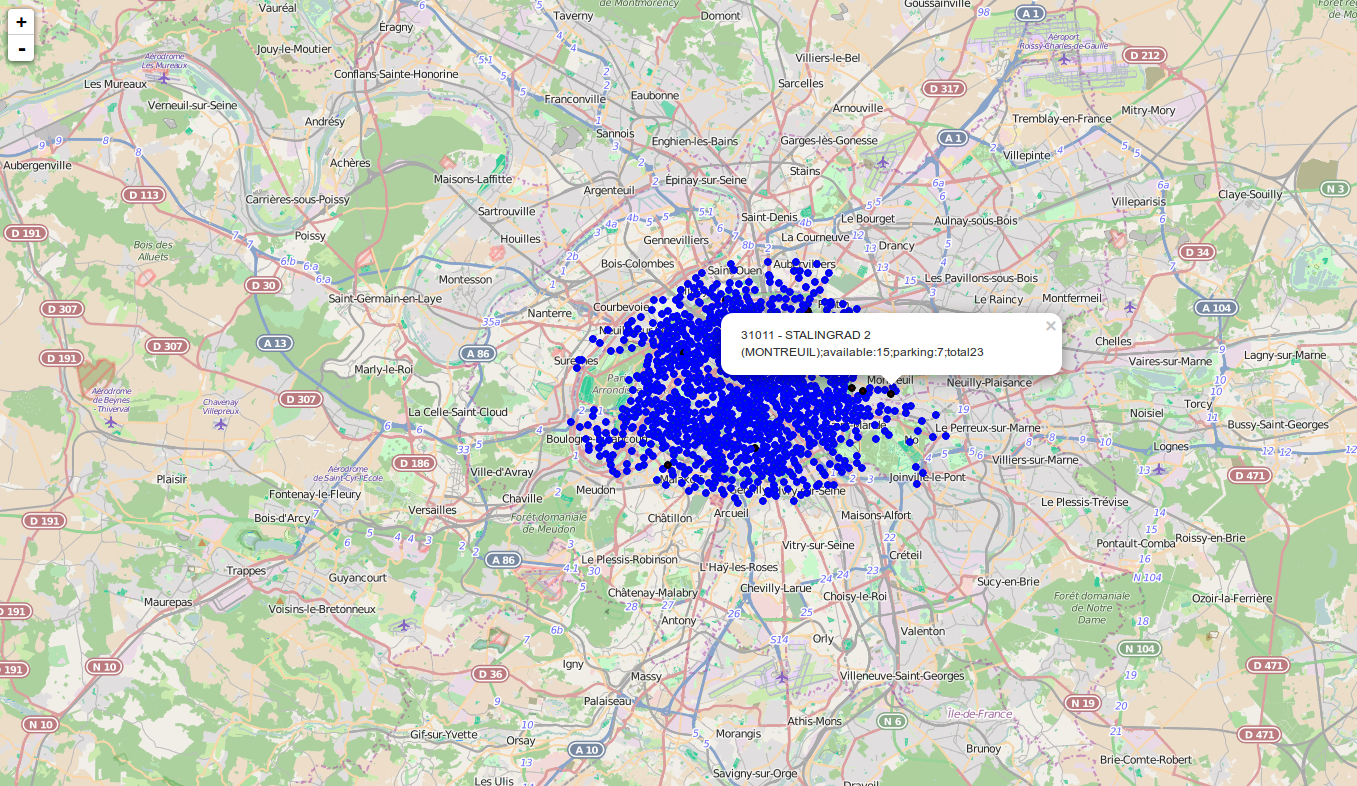 +
-
Vauréal
Éragny
Taverny
de Montmorency
Domont
Goussainville
98
A 1
Jouy-le-Moutier
Aérodrome
Les Mureaux
Les Mureaux
Conflans-Sainte-Honorine
Villiers-le-Bel
Aéroport
Roissy-Charles-de-Gaulle
D 212
Verneuil-sur-Seine
Franconville
Eaubonne
Sarcelles
D 317
Arnouville
Mitry-Mory
Andrésy
Sannois
Enghien-les-Bains
Garges-lès-Gonesse
A 1
Tremblay-en-France
Aubergenville
Achères
Villepinte
D 113
Maisons-Laffitte
Épinay-sur-Seine
Stains
Argenteuil
Claye-Souilly
N 3
Carrières-sous-Poissy
Villeparisis
Sartrouville
Saint-Denis
Le Bourget
Aulnay-sous-Bois
D 191
Poissy
Houilles
Gennevilliers
La Courneuve
Drancy
Bois des
Alluets
D 34
Bois-Colombes
Saint-Ouen
Aubervilliers
D 30
Montesson
Les Pavillons-sous-Bois
Saint-Germain-en-Laye
Le Raincy
Montfermeil
D 307
Nanterre
Courbevoie
A 104
35a
A 13
D 307
D 191
A 86
31011 - STALINGRAD 2
(MONTREUIL);available:15;parking:7;total23
×
Chelles
Vaires-sur-Marne
Lagny-sur-Marne
Marly-le-Roi
Montreuil
Neuilly-Plaisance
Aérodrome
de Beynes
- Thiverval
Chavenay
Villepreux
D 307
La Celle-Saint-Cloud
Noisiel
Torcy
Bussy-Saint-Georges
Le Perreux-sur-Marne
Lognes
D 186
Ville-d'Avray
Villiers-sur-Marne
Plaisir
Aérodrome
de Saint-Cyr-l'École
Joinville-le-Pont
D 471
Fontenay-le-Fleury
Chaville
Meudon
Versailles
Le Plessis-Trévise
D 191
Bois-d'Arcy
Forêt domaniale
de Meudon
Châtillon
Arcueil
Maisons-Alfort
Pontault-Comba
Roissy-en-Brie
A 86
Le Plessis-Robinson
Vitry-sur-Seine
Créteil
Trappes
Guyancourt
L'Haÿ-les-Roses
N 104
Sucy-en-Brie
Châtenay-Malabry
Chevilly-Larue
Choisy-le-Roi
Forêt domaniale
de Notre
Dame
Ozoir-la-Ferrière
Maurepas
Voisins-le-Bretonneux
D 191
Antony
Orly
Valenton
N 104
Igny
Massy
Villeneuve-Saint-Georges
191
N 10
D 36
D 471
Palaiseau
Île-de-France
N 19
N 10
Athis-Mons
N 6
Gif-sur-Yvette
Orsay
A 10
Morangis
Brunoy
D 471
Brie-Comte-Robert
Les Ulis
Savigny-sur-Orge
Draveil